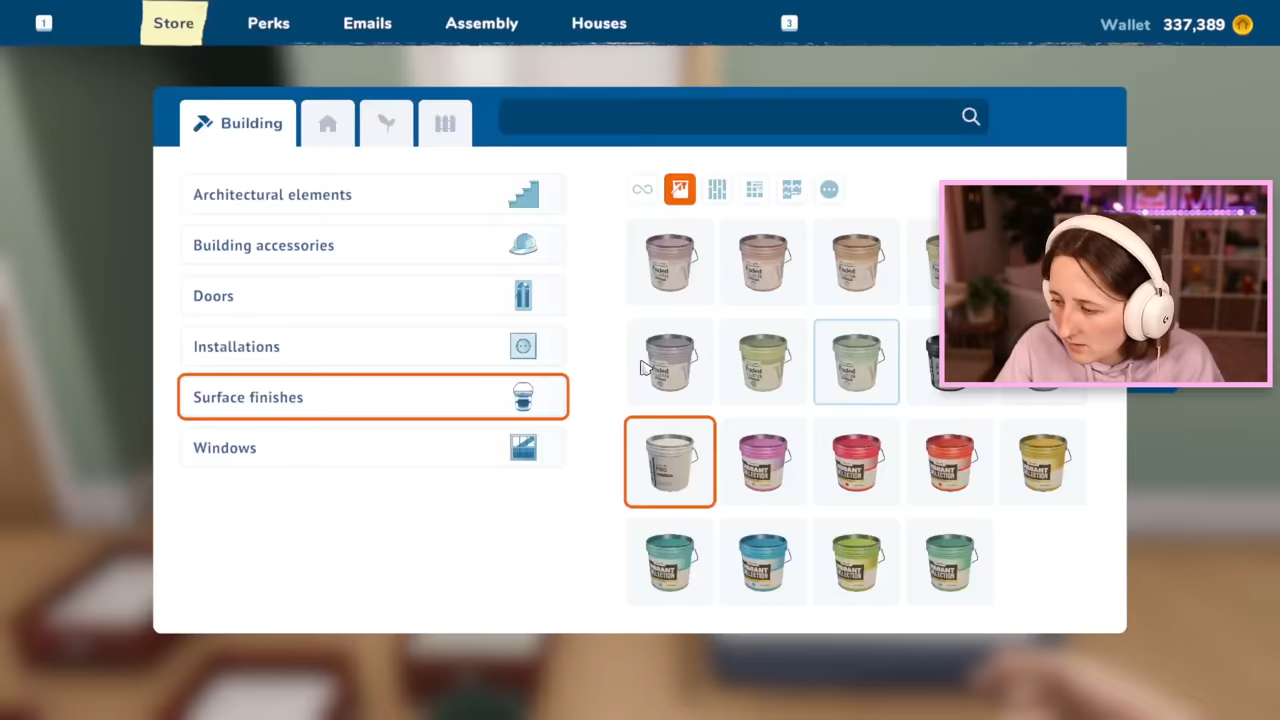 1 Store Perks Emails Assembly Houses 3 Wallet 337,389
Building
Architectural elements
Building accessories
Doors
Installations
Surface finishes
Windows